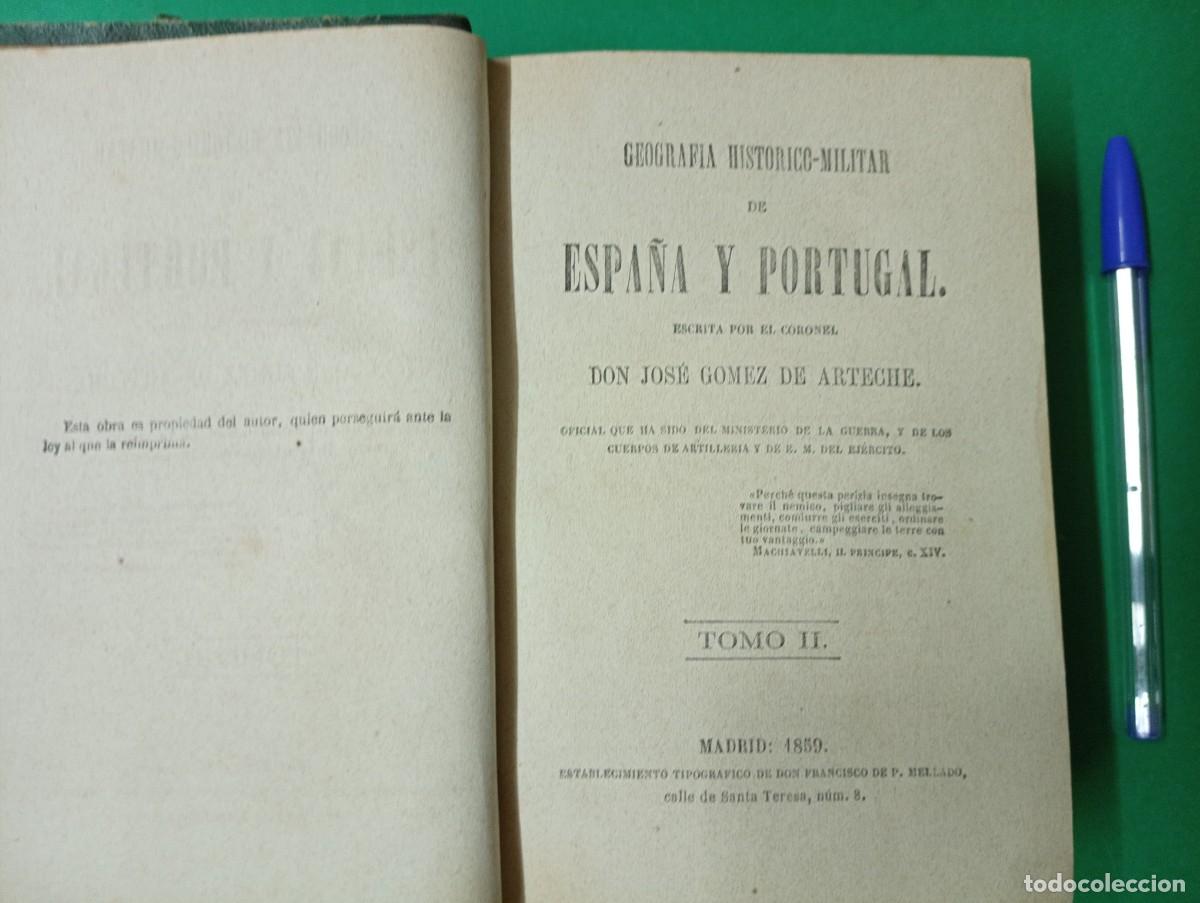 Esta obra es propiedad del autor, quien perseguirá ante la
ley al que la reimprima.
GEOGRAFIA HISTORICO-MILITAR
DE
ESPAÑA Y PORTUGAL.
ESCRITA POR EL CORONEL
DON JOSÉ GOMEZ DE ARTECHE.
OFICIAL QUE HA SIDO DEL MINISTERIO DE LA GUERRA, Y DE LOS
CUERPOS DE ARTILLERIA Y DE E. M. DEL EJÉRCITO.
«Perché questa perizia insegna tro-
vare il nemico, pigliare gli alleggia-
menti, condurre gli eserciti, ordinare
le giornate, campeggiare le terre con
tuo vantaggio.»
MACHIAVELLI, IL PRINCIPE, c. XIV.
TOMO II.
MADRID: 1859.
ESTABLECIMIENTO TIPOGRAFICO DE DON FRANCISCO DE P. MELLADO,
calle de Santa Teresa, núm. 8.
todocoleccion